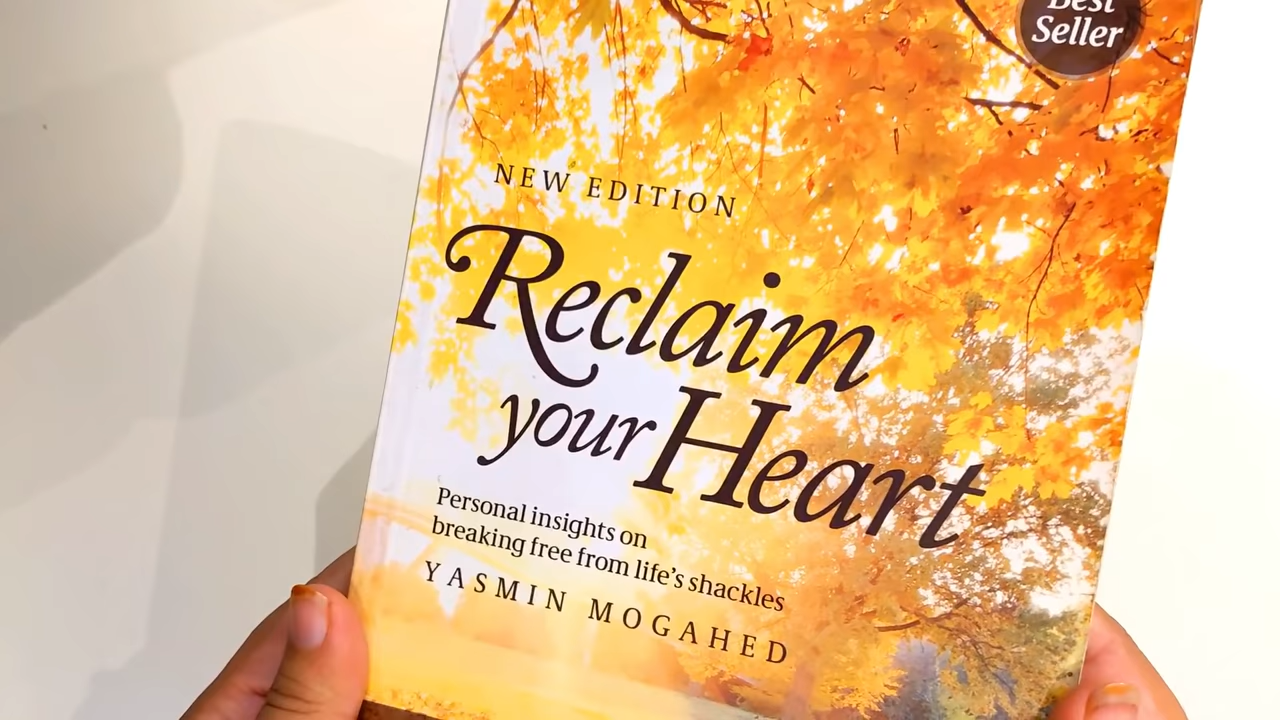 Best
Seller
NEW EDITION
Reclaim
your Heart
Personal insights on
breaking free from life's shackles
YASMIN MOGAHED